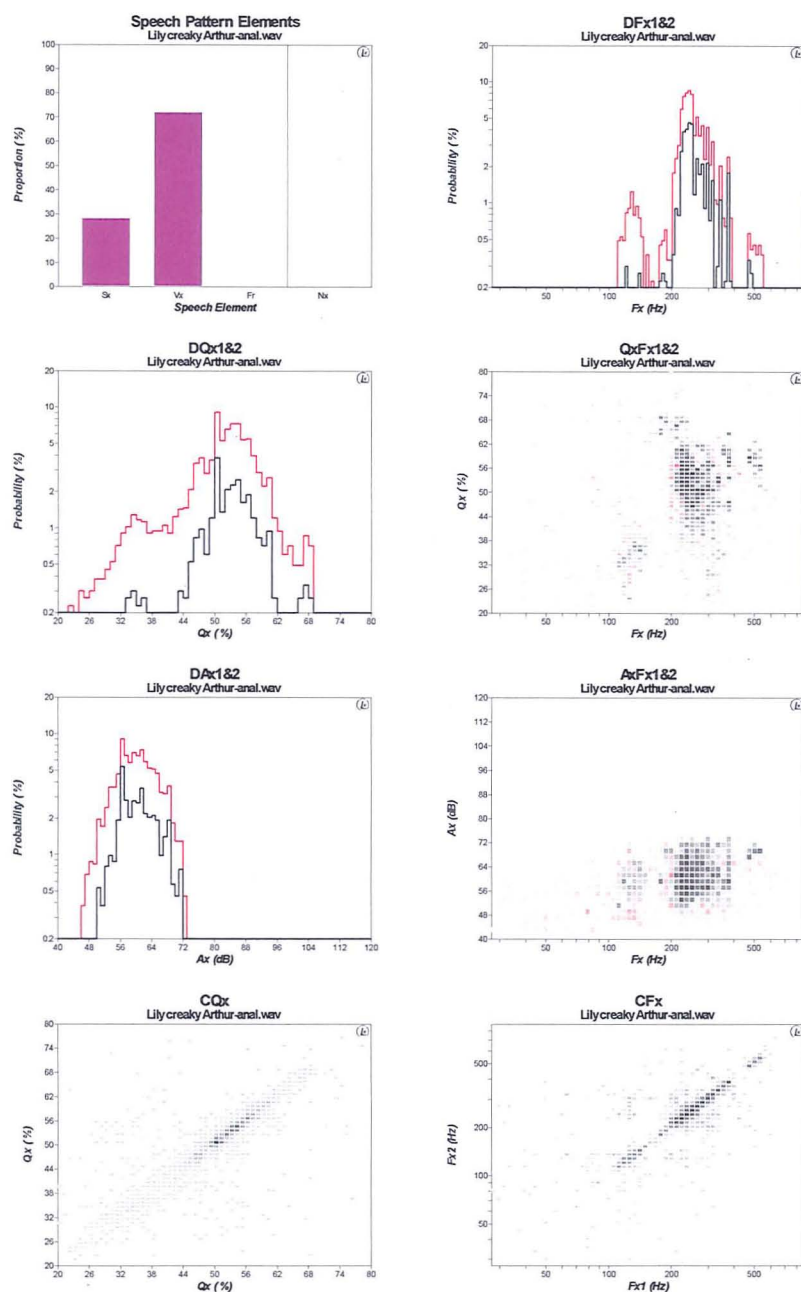 Speech Pattern Elements
Lily creaky Arthur-anal.wav
100
90
80
70
60
50
40
30
20
10
0
Proportion (%)
Sx Vx Fr Nx
Speech Element
DFx1&2
Lily creaky Arthur-anal.wav
20
10
5
2
1
0.5
0.2
Probability (%)
50 100 200 500
Fx (Hz)
DQx1&2
Lily creaky Arthur-anal.wav
20
10
5
2
1
0.5
0.2
Probability (%)
20 26 32 38 44 50 56 62 68 74 80
Qx (%)
QxFx1&2
Lily creaky Arthur-anal.wav
80
74
68
62
56
50
44
38
32
26
20
Qx (%)
50 100 200 500
Fx (Hz)
DAx1&2
Lily creaky Arthur-anal.wav
20
10
5
2
1
0.5
0.2
Probability (%)
40 48 56 64 72 80 88 96 104 112 120
Ax (dB)
AxFx1&2
Lily creaky Arthur-anal.wav
120
112
104
96
88
80
72
64
56
48
40
Ax (dB)
50 100 200 500
Fx (Hz)
CQx
Lily creaky Arthur-anal.wav
80
74
68
62
56
50
44
38
32
26
20
Qx (%)
20 26 32 38 44 50 56 62 68 74 80
Qx (%)
CFx
Lily creaky Arthur-anal.wav
500
200
100
50
Fx2 (Hz)
50 100 200 500
Fx1 (Hz)